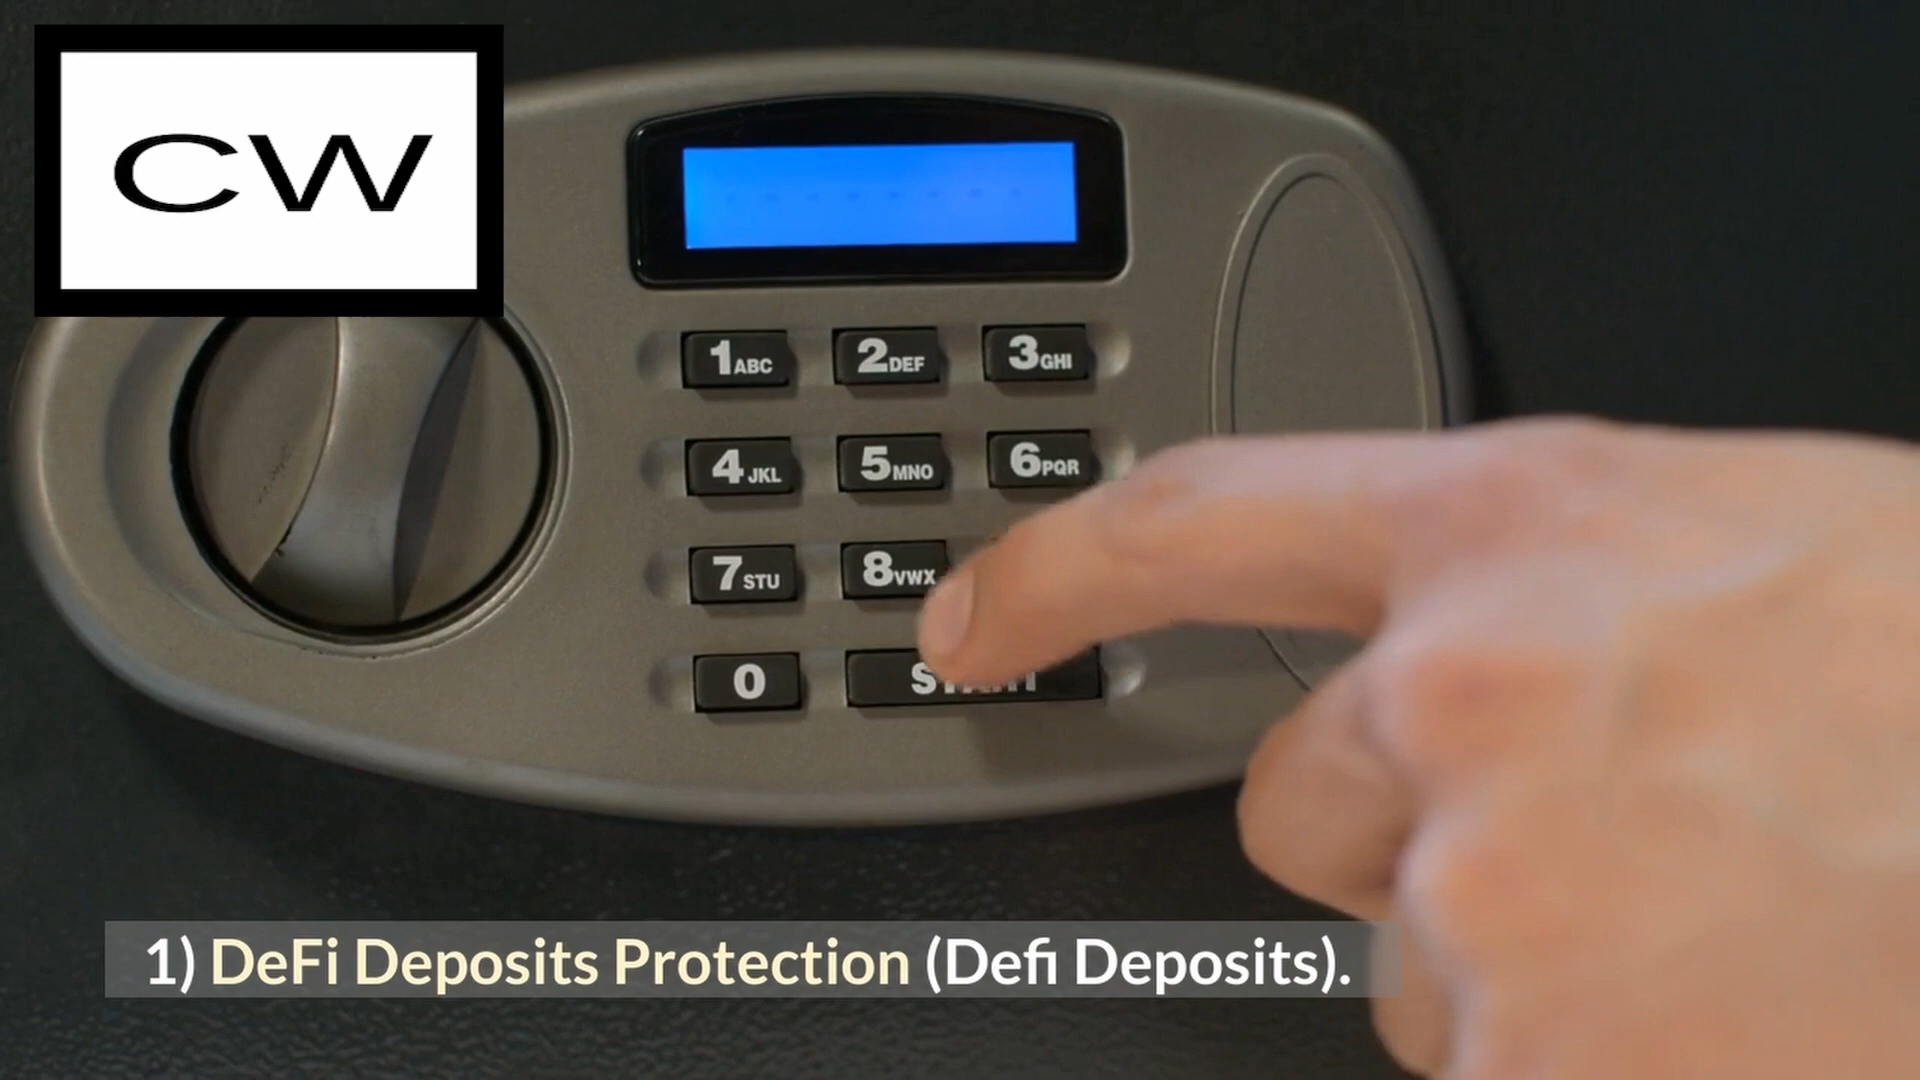 CW
1ABC 2DEF 3GHI
4JKL 5MNO 6PQR
7STU 8VWX
0
1) DeFi Deposits Protection (Defi Deposits).